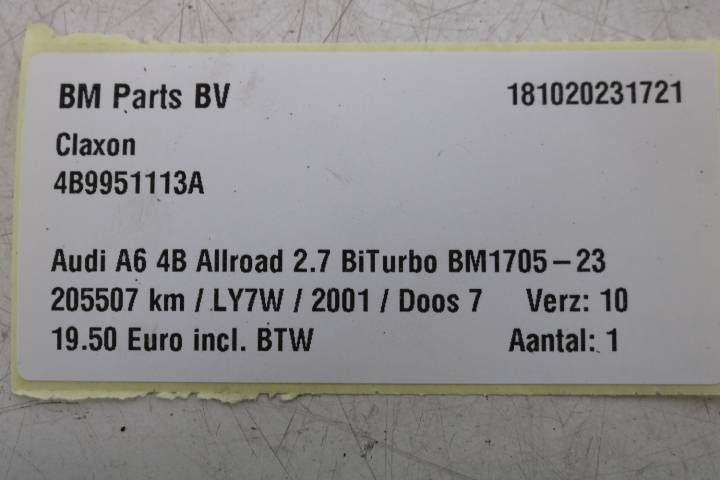 BM Parts BV 181020231721
Claxon
4B9951113A
Audi A6 4B Allroad 2.7 BiTurbo BM1705-23
205507 km / LY7W / 2001 / Doos 7 Verz: 10
19.50 Euro incl. BTW Aantal: 1